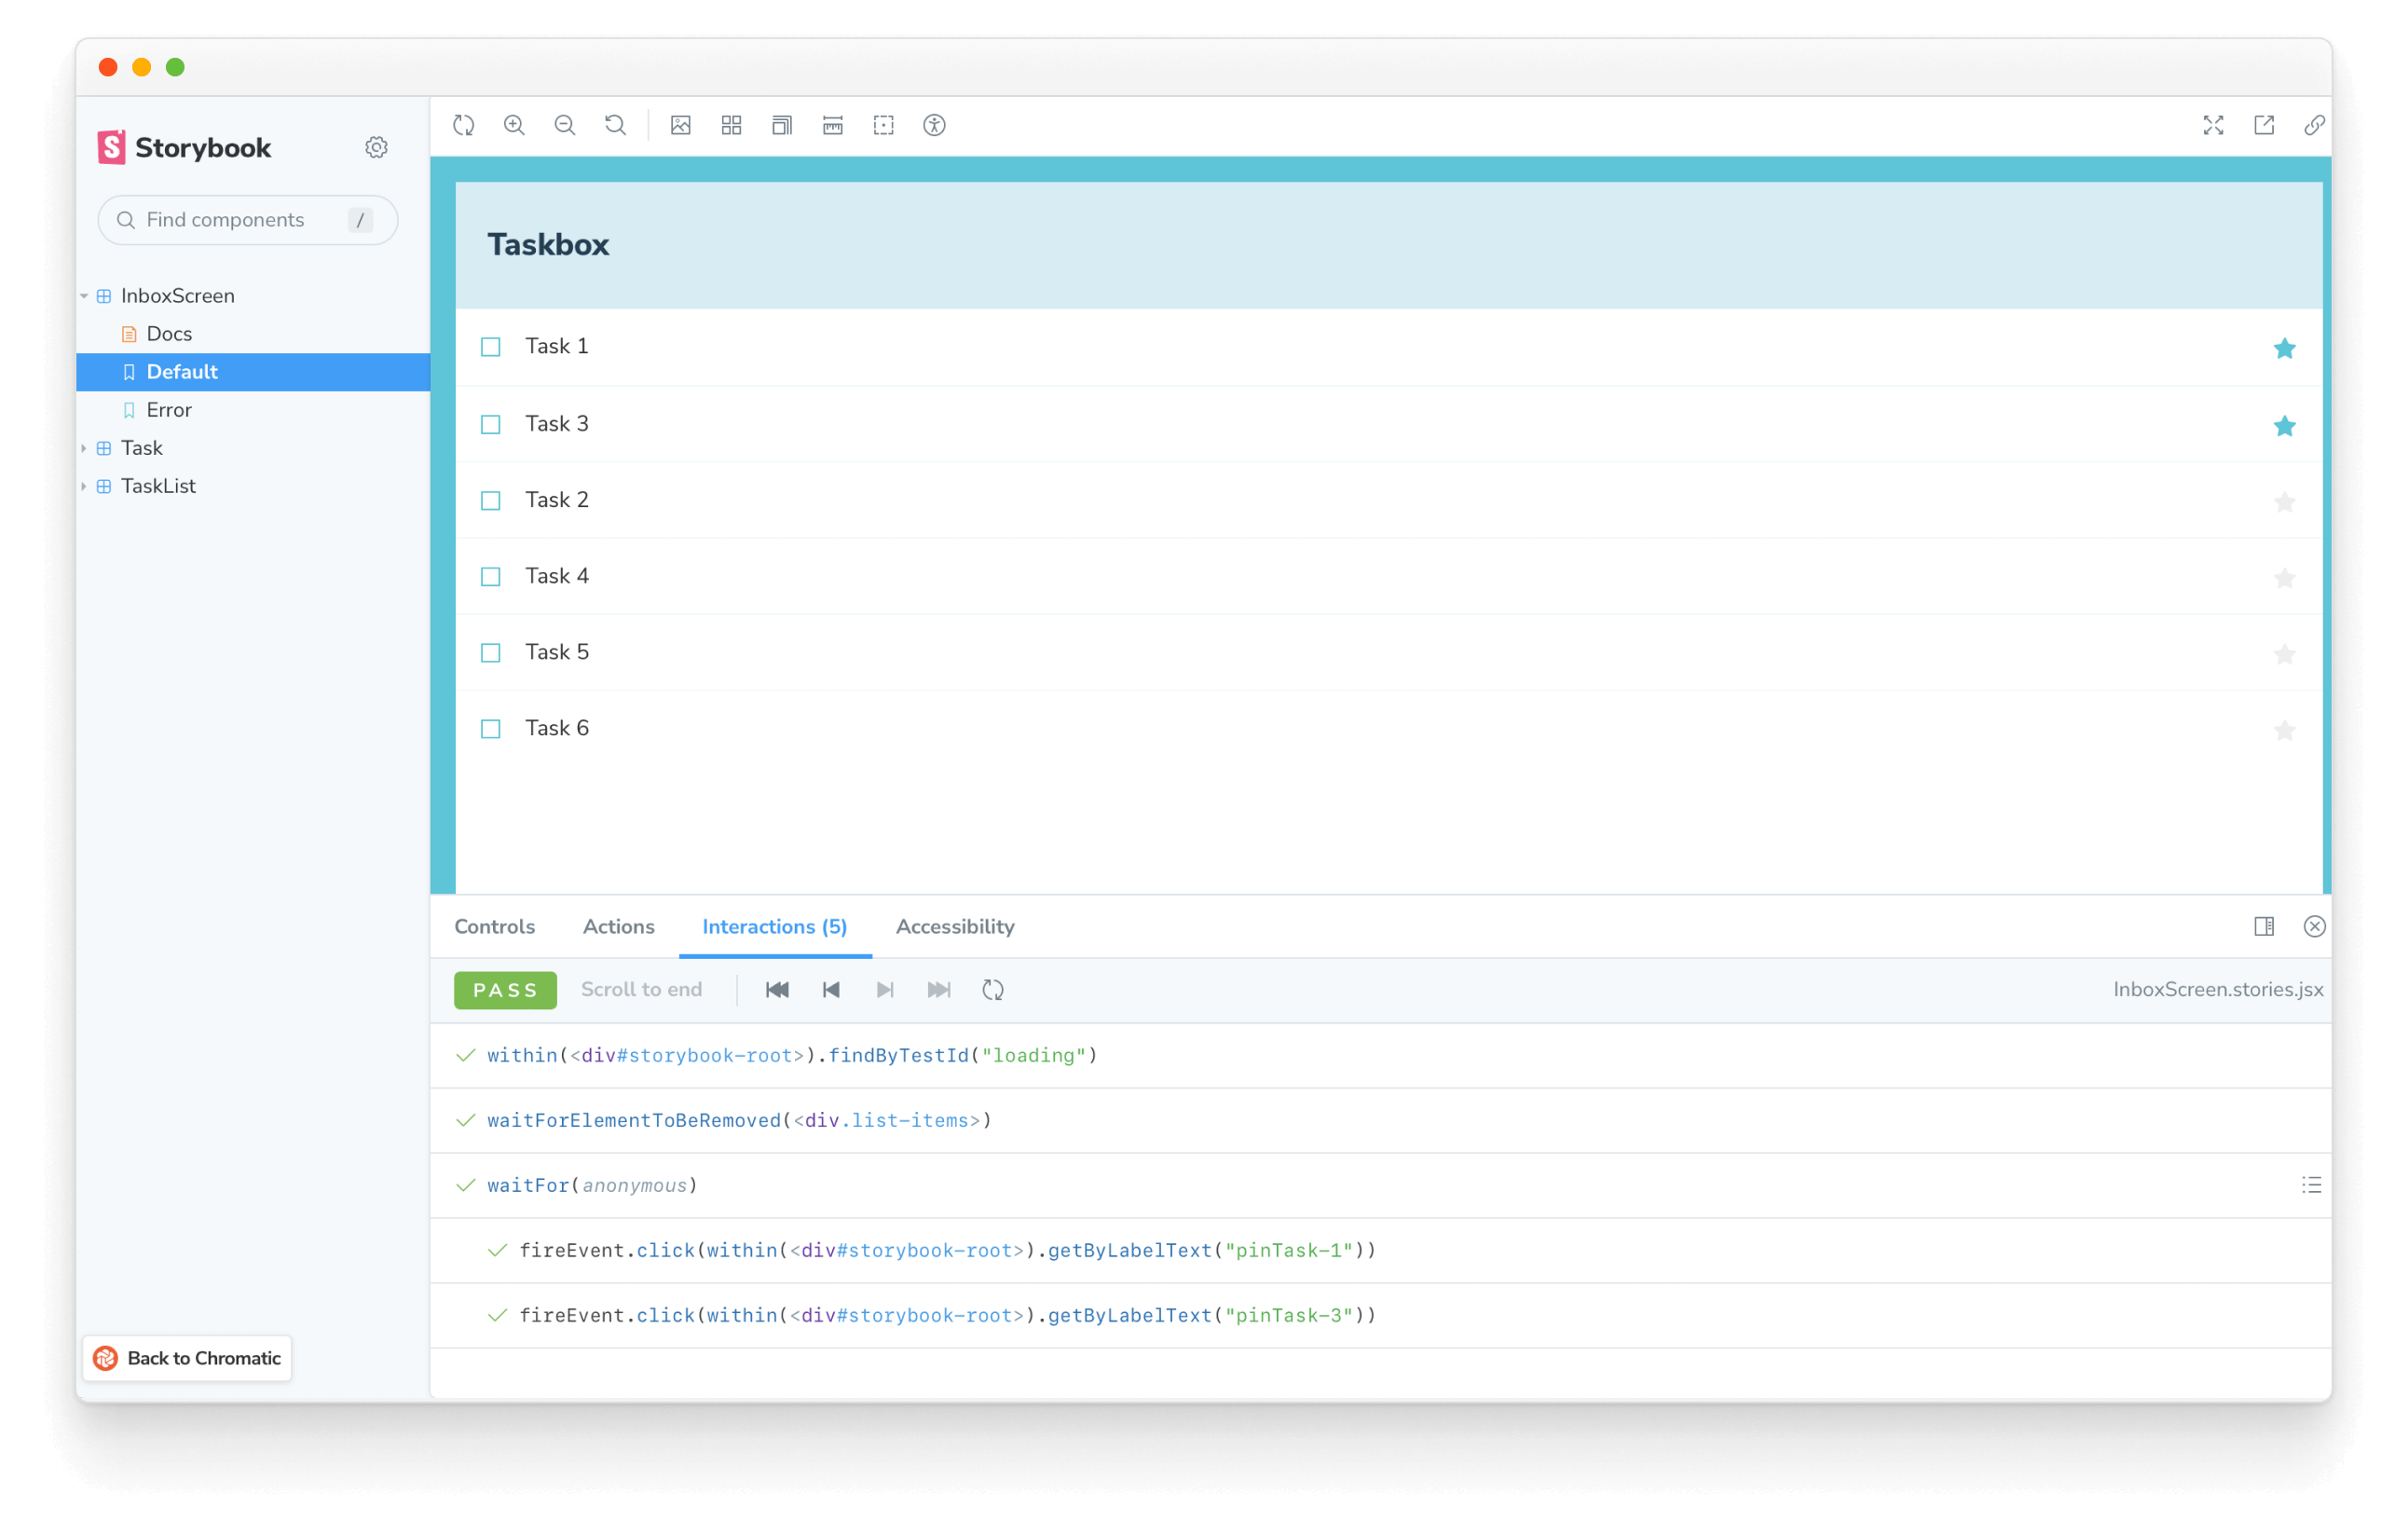 Storybook
Find components /
InboxScreen
Docs
Default
Error
Task
TaskList
Back to Chromatic
Taskbox
Task 1
Task 3
Task 2
Task 4
Task 5
Task 6
Controls Actions Interactions (5) Accessibility
PASS Scroll to end InboxScreen.stories.jsx
within(<div#storybook-root>).findByTestId("loading")
waitForElementToBeRemoved(<div.list-items>)
waitFor(anonymous)
fireEvent.click(within(<div#storybook-root>).getByLabelText("pinTask-1"))
fireEvent.click(within(<div#storybook-root>).getByLabelText("pinTask-3"))